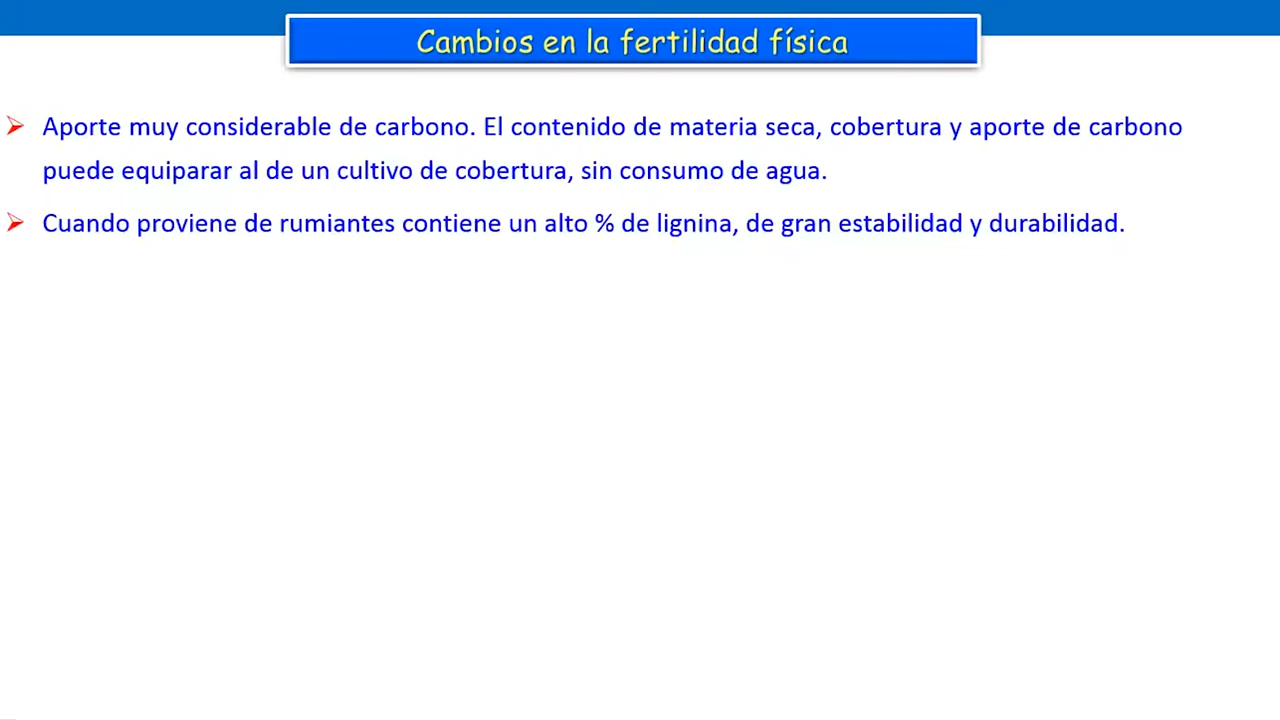 Cambios en la fertilidad física
Aporte muy considerable de carbono. El contenido de materia seca, cobertura y aporte de carbono
puede equiparar al de un cultivo de cobertura, sin consumo de agua.
Cuando proviene de rumiantes contiene un alto % de lignina, de gran estabilidad y durabilidad.